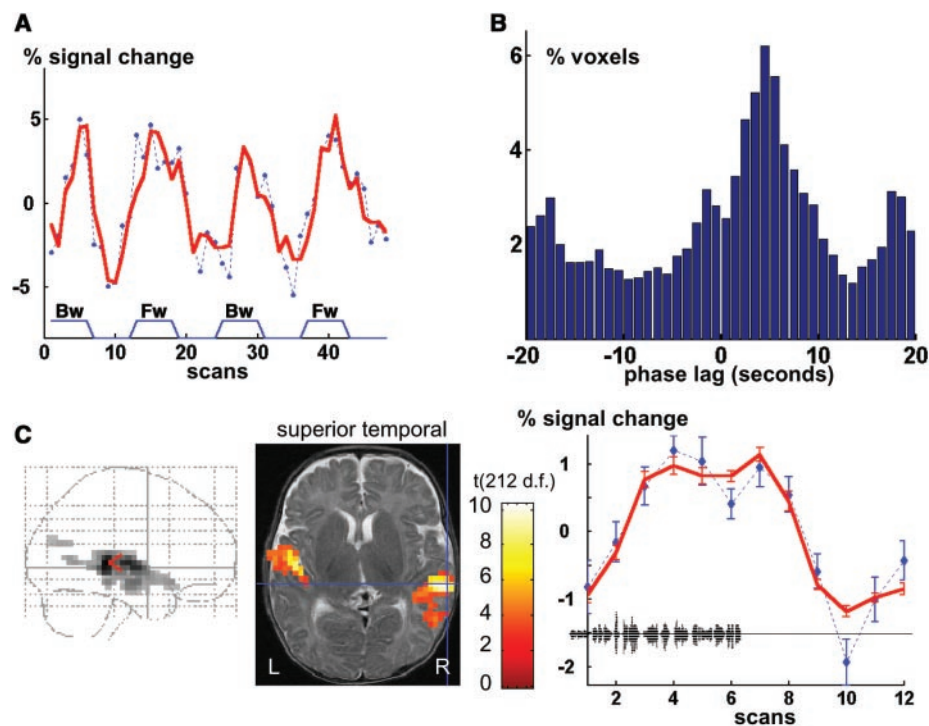 A
% signal change
5
0
-5
Bw Fw Bw Fw
0 10 20 30 40
scans
B
% voxels
6
4
2
-20 -10 0 10 20
phase lag (seconds)
C
superior temporal
L R
t(212 d.f.)
10
8
6
4
2
0
% signal change
1
0
-1
-2
2 4 6 8 10 12
scans